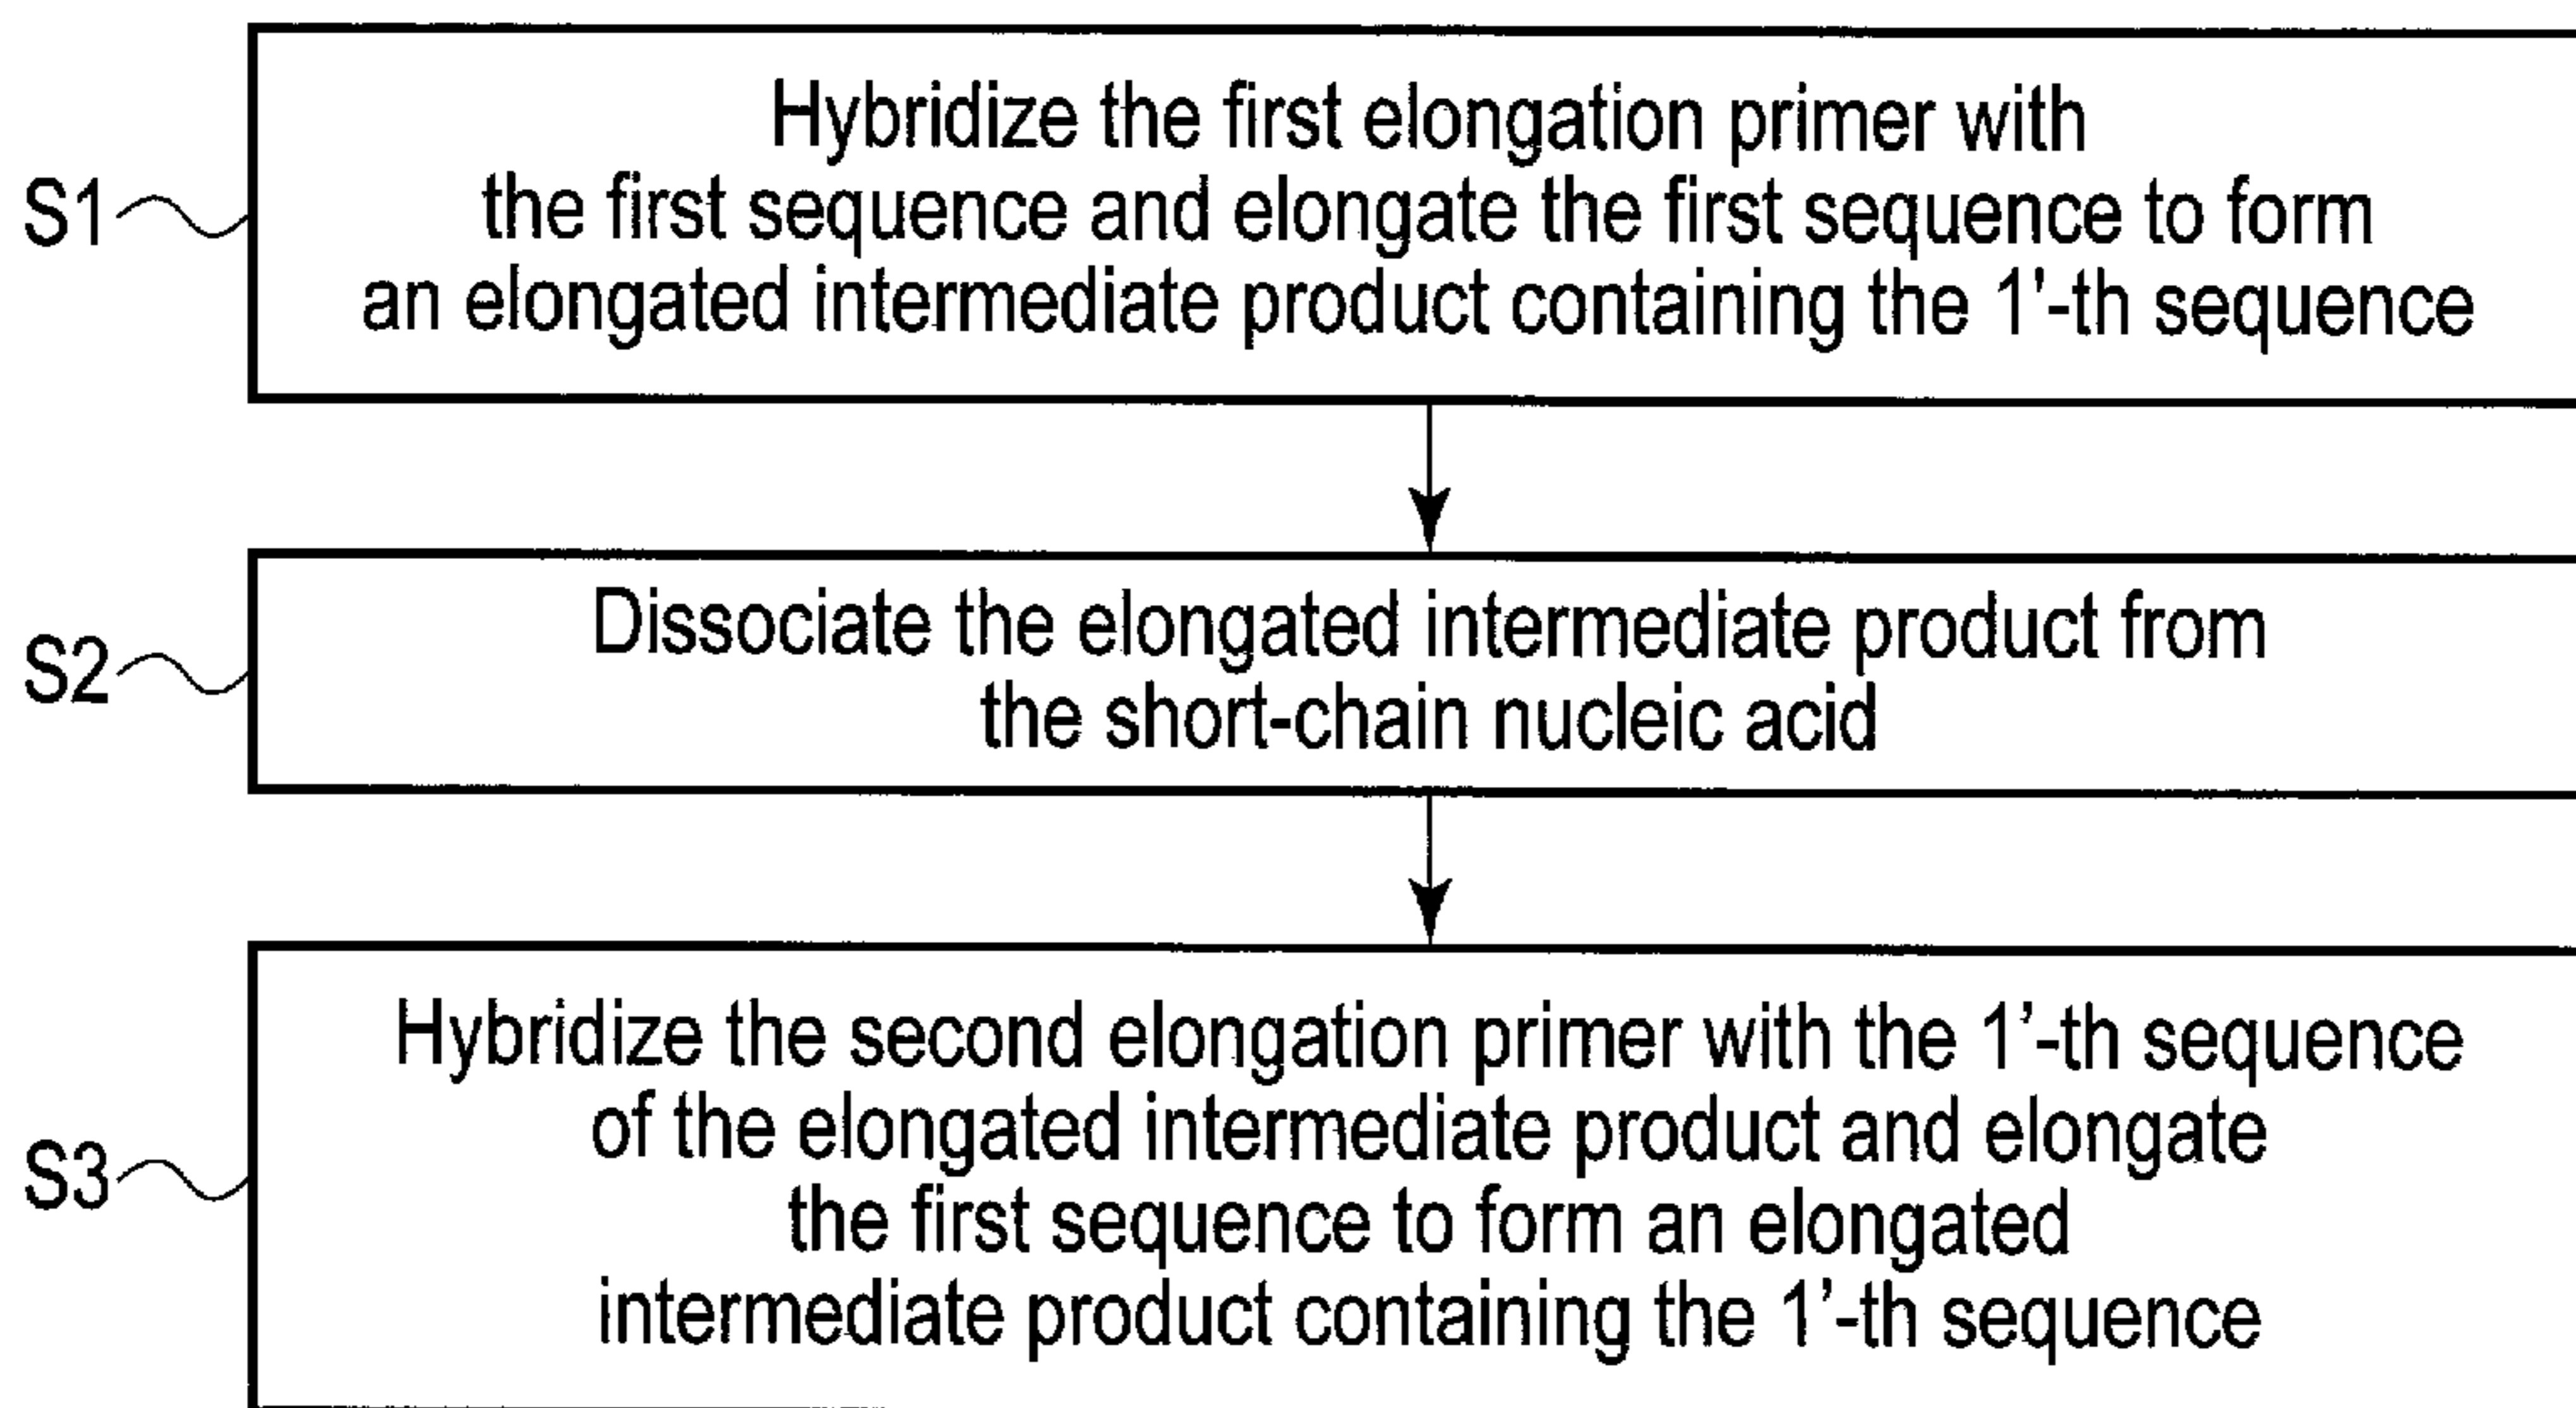 S1
Hybridize the first elongation primer with
the first sequence and elongate the first sequence to form
an elongated intermediate product containing the 1'-th sequence
S2
Dissociate the elongated intermediate product from
the short-chain nucleic acid
S3
Hybridize the second elongation primer with the 1’-th sequence
of the elongated intermediate product and elongate
the first sequence to form an elongated
intermediate product containing the 1’-th sequence